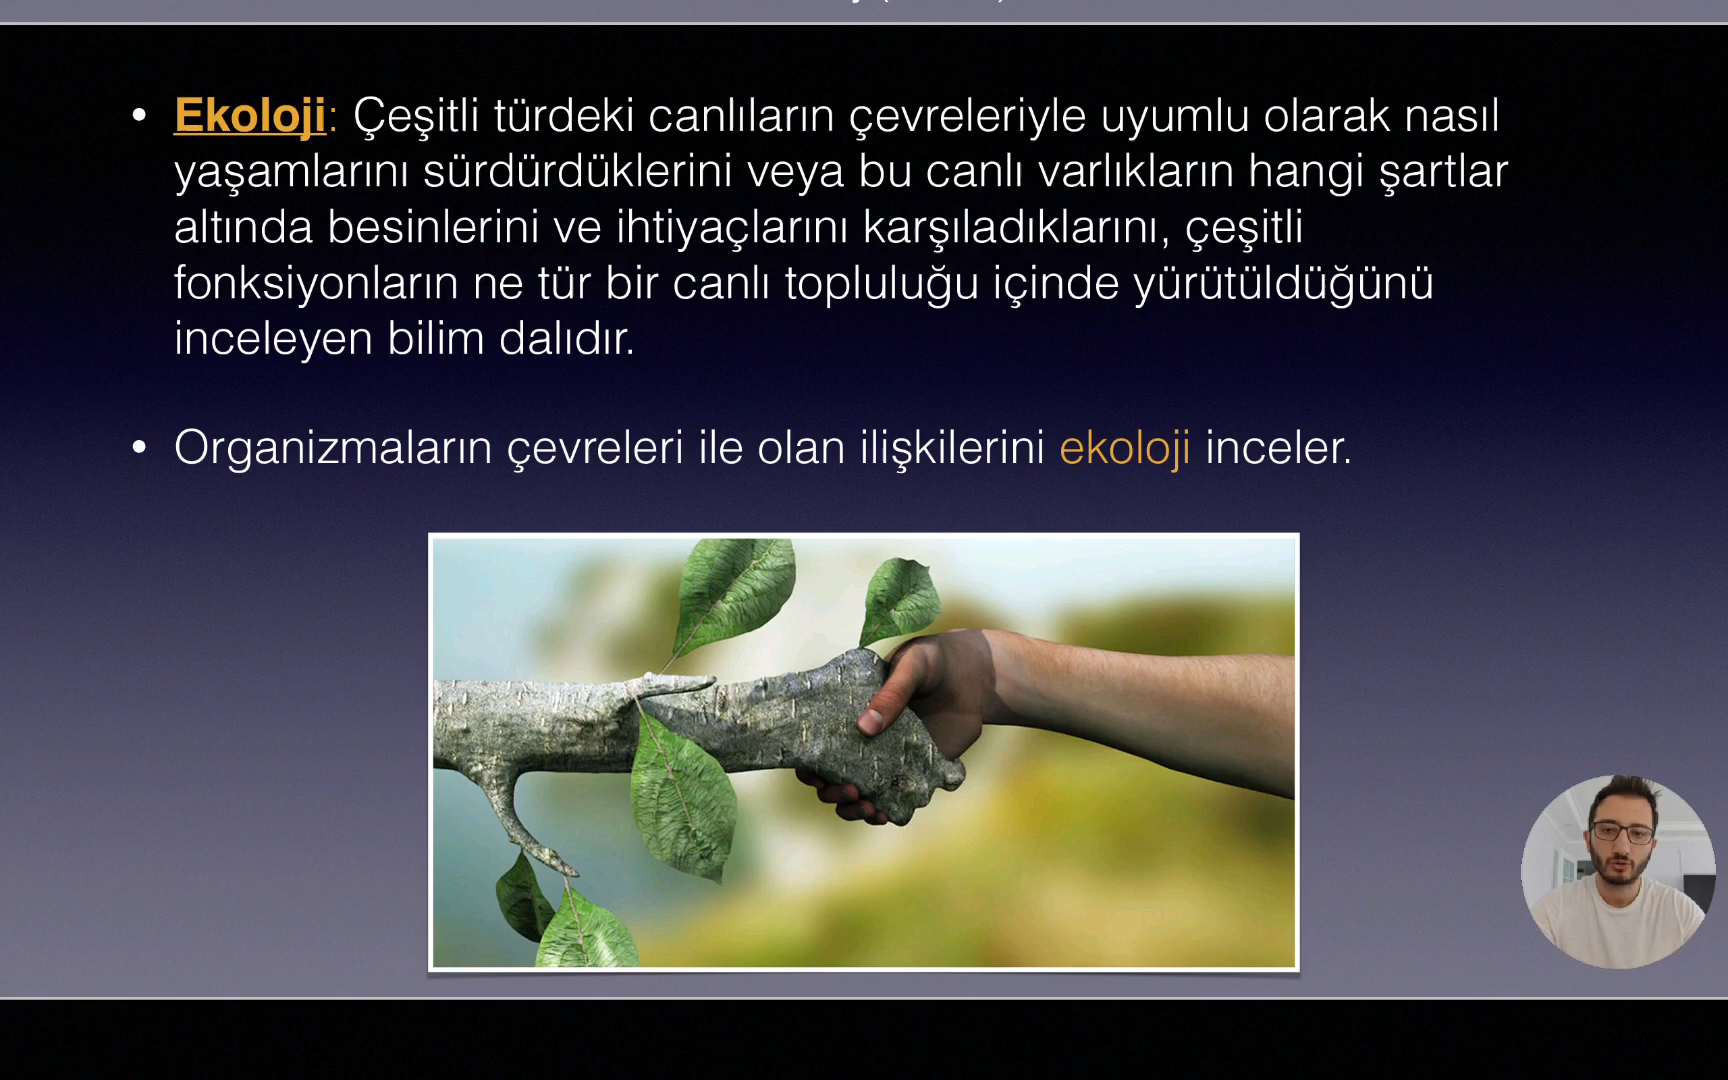 • Ekoloji: Çeşitli türdeki canlıların çevreleriyle uyumlu olarak nasıl
yaşamlarını sürdürdüklerini veya bu canlı varlıkların hangi şartlar
altında besinlerini ve ihtiyaçlarını karşıladıklarını, çeşitli
fonksiyonların ne tür bir canlı topluluğu içinde yürütüldüğünü
inceleyen bilim dalıdır.
• Organizmaların çevreleri ile olan ilişkilerini ekoloji inceler.